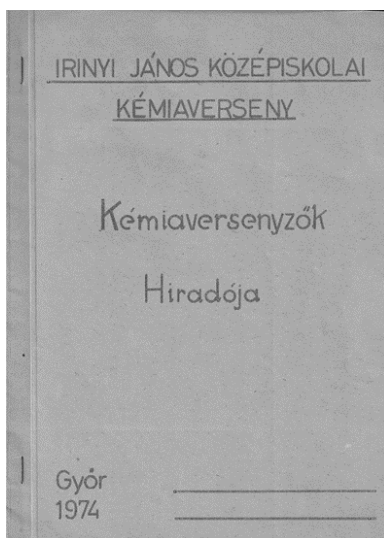 IRINYI JÁNOS KÖZÉPISKOLAI
KÉMIAVERSENY
Kémiaversenyzők
Hiradója
Győr
1974